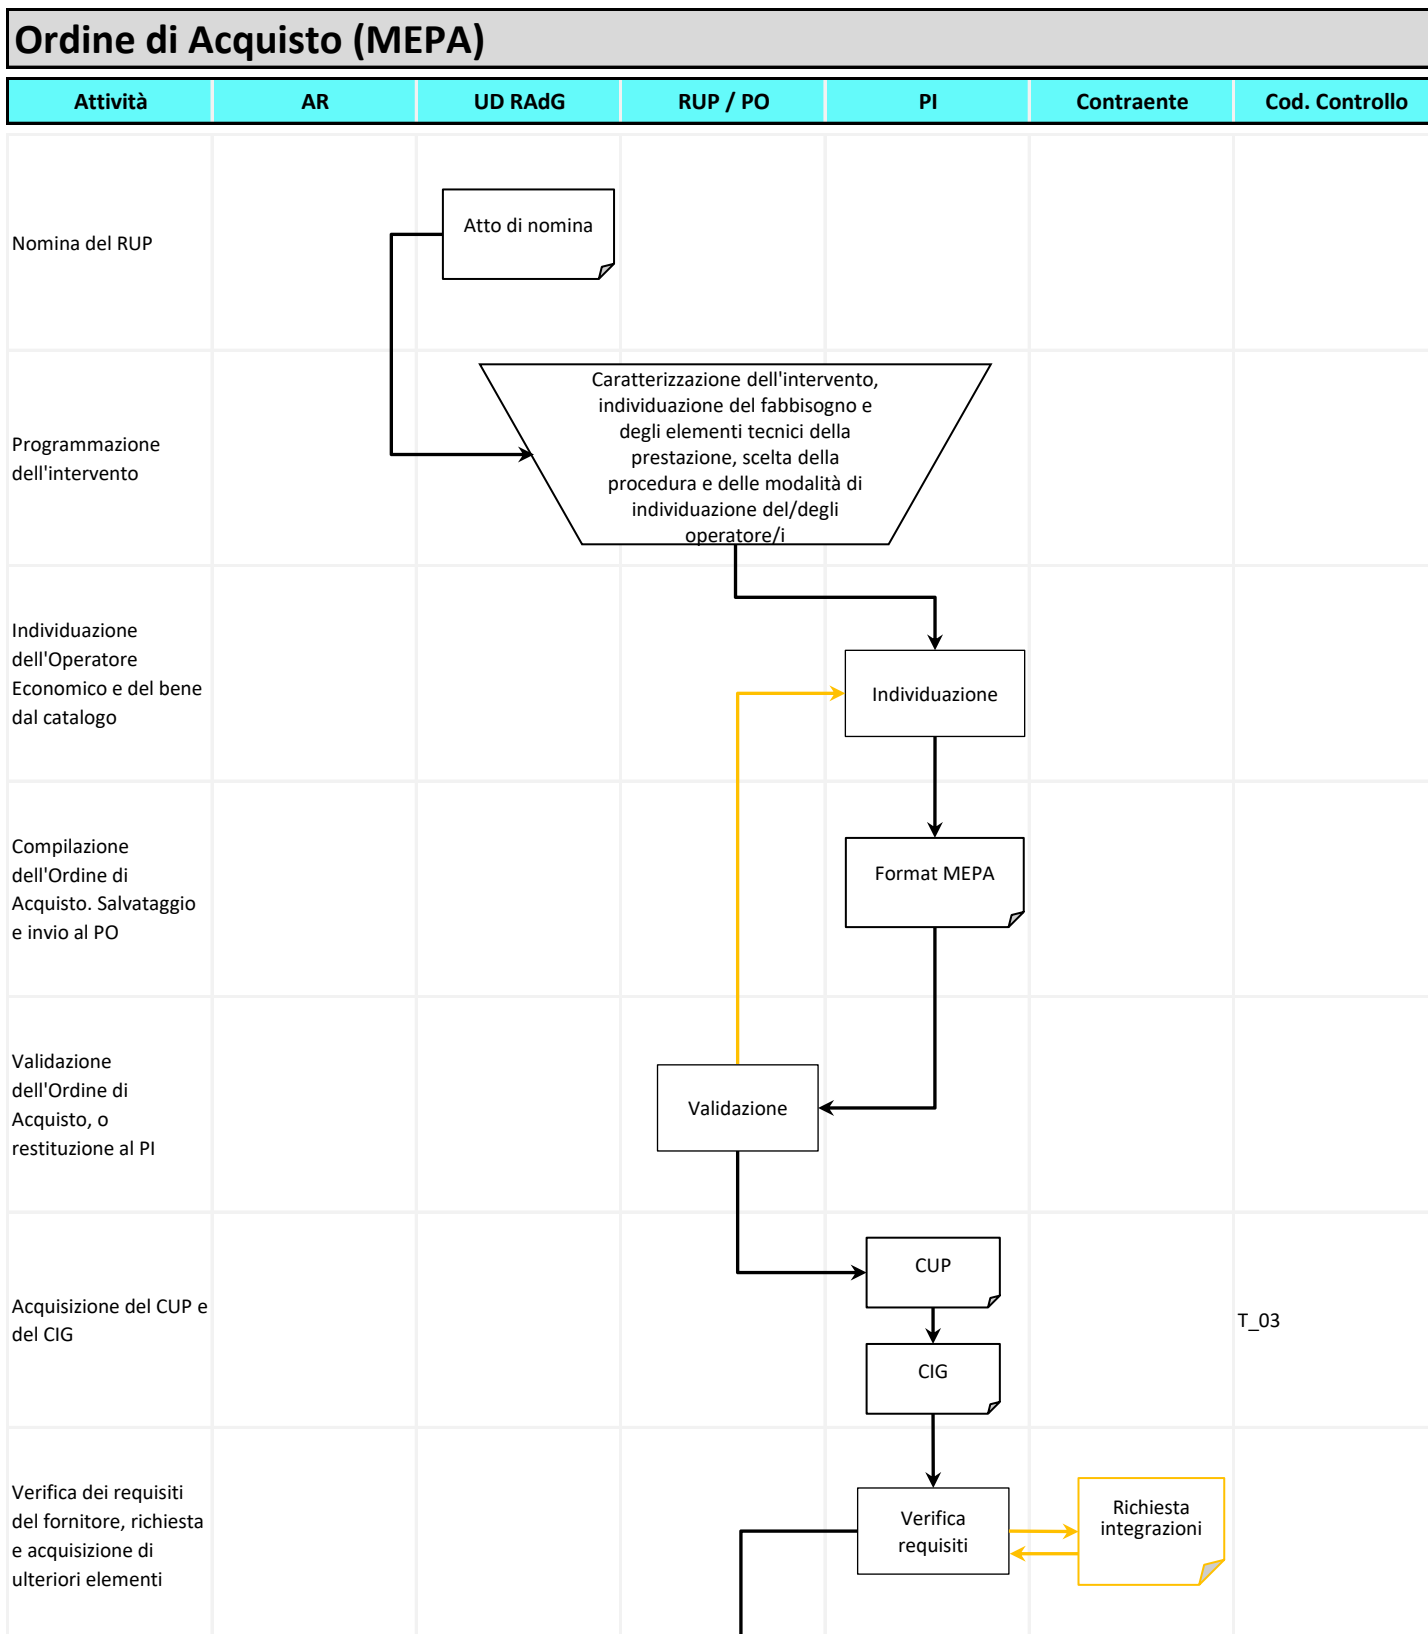 Ordine di Acquisto (MEPA)
Attività AR UD RAdG RUP / PO PI Contraente Cod. Controllo
Nomina del RUP
Atto di nomina
Programmazione
dell'intervento
Caratterizzazione dell'intervento,
individuazione del fabbisogno e
degli elementi tecnici della
prestazione, scelta della
procedura e delle modalità di
individuazione del/degli
operatore/i
Individuazione
dell'Operatore
Economico e del bene
dal catalogo
Individuazione
Compilazione
dell'Ordine di
Acquisto. Salvataggio
e invio al PO
Format MEPA
Validazione
dell'Ordine di
Acquisto, o
restituzione al PI
Validazione
Acquisizione del CUP e
del CIG
CUP
CIG
T_03
Verifica dei requisiti
del fornitore, richiesta
e acquisizione di
ulteriori elementi
Verifica
requisiti
Richiesta
integrazioni